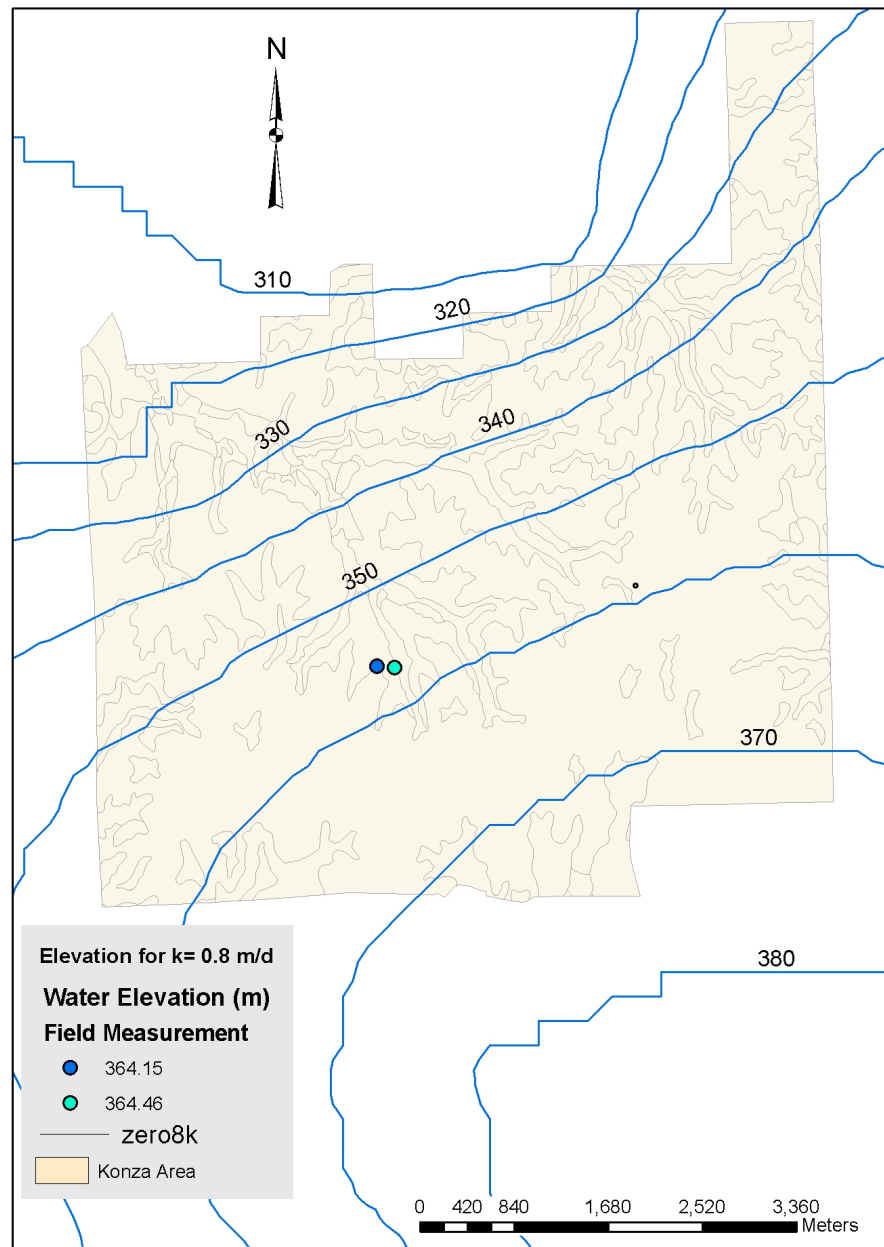 N
310
320
330
340
350
370
380
Elevation for k= 0.8 m/d
Water Elevation (m)
Field Measurement
364.15
364.46
zero8k
Konza Area
0 420 840 1,680 2,520 3,360
Meters